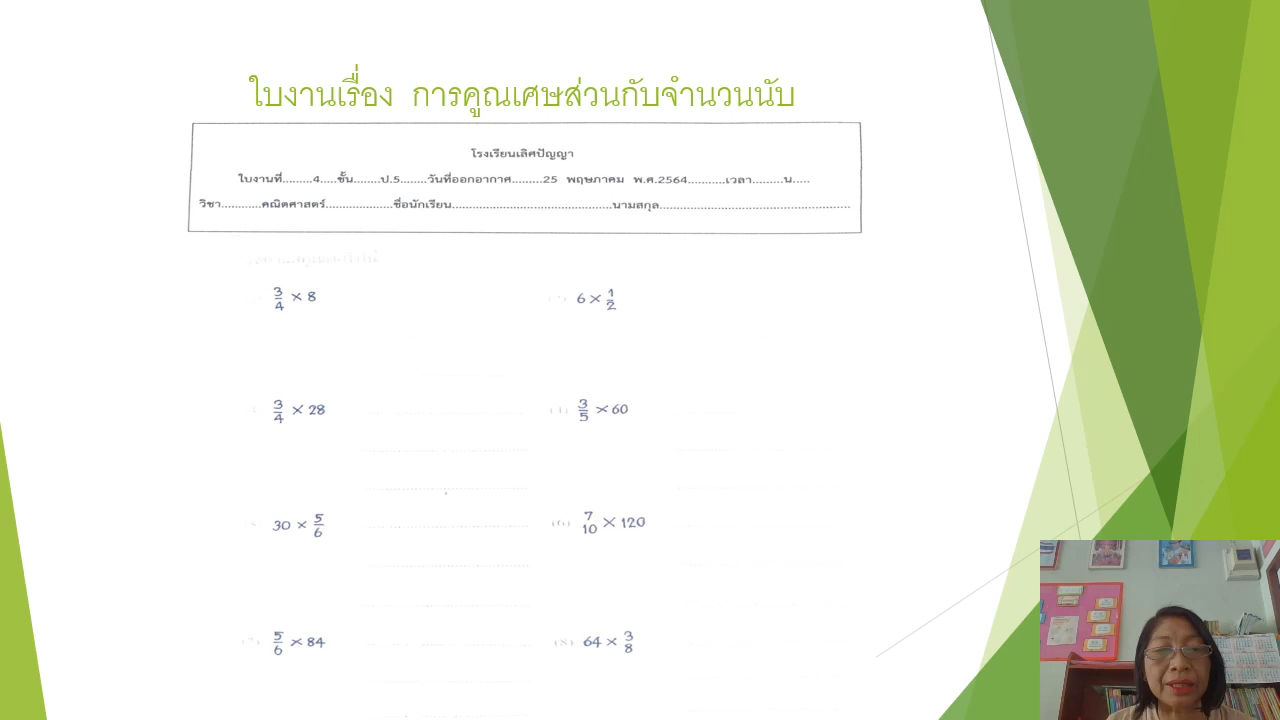 ใบงานเรื่อง การคูณเศษส่วนกับจำนวนนับ
โรงเรียนเลิศปัญญา
ใบงานที่........4.....ชั้น.......ป.5.......วันที่ออกอากาศ........25 พฤษภาคม พ.ศ.2564..........เวลา........น.....
วิชา...........คณิตศาสตร์..................ชื่อนักเรียน..........................................นามสกุล...................................................
3/4 × 8
(2) 6 × 1/2
3/4 × 28
(4) 3/5 × 60
(5) 30 × 5/6
(6) 7/10 × 120
(7) 5/6 × 84
(8) 64 × 3/8